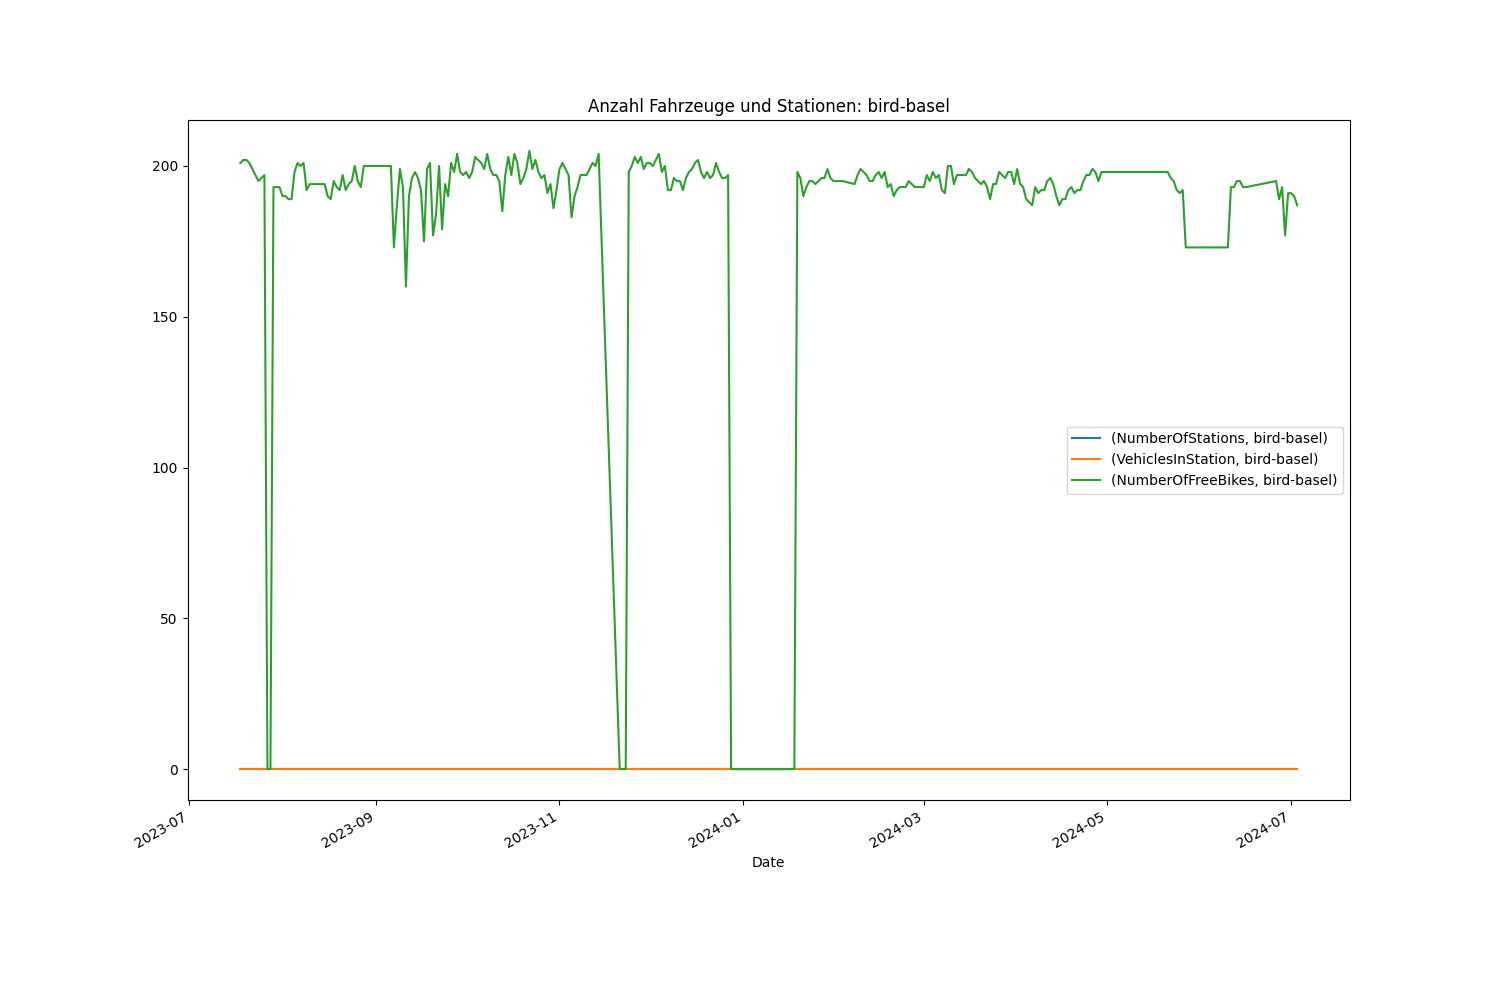 Anzahl Fahrzeuge und Stationen: bird-basel
200
150
100
50
0
(NumberOfStations, bird-basel)
(VehiclesInStation, bird-basel)
(NumberOfFreeBikes, bird-basel)
2023-07
2023-09
2023-11
2024-01
2024-03
2024-05
2024-07
Date